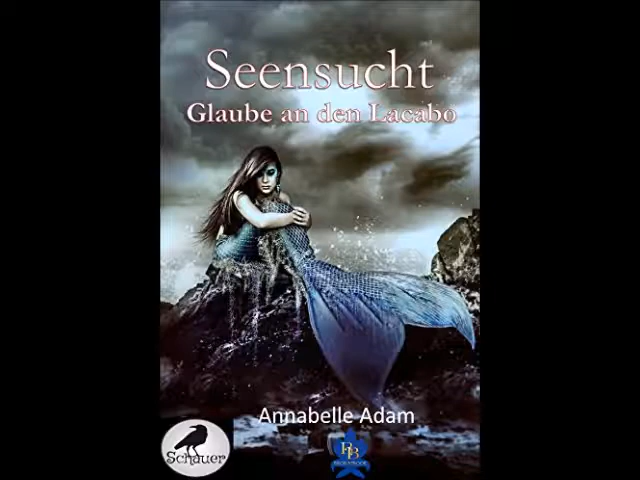 Seensucht
Glaube an den Lacabo
Annabelle Adam
Schauer